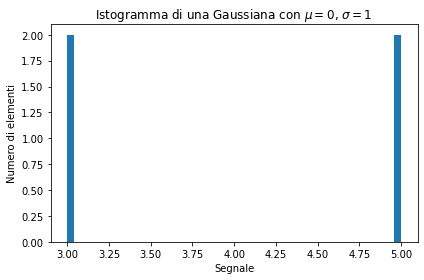 Istogramma di una Gaussiana con μ = 0, σ = 1
2.00
1.75
1.50
1.25
1.00
0.75
0.50
0.25
0.00
Numero di elementi
3.00 3.25 3.50 3.75 4.00 4.25 4.50 4.75 5.00
Segnale